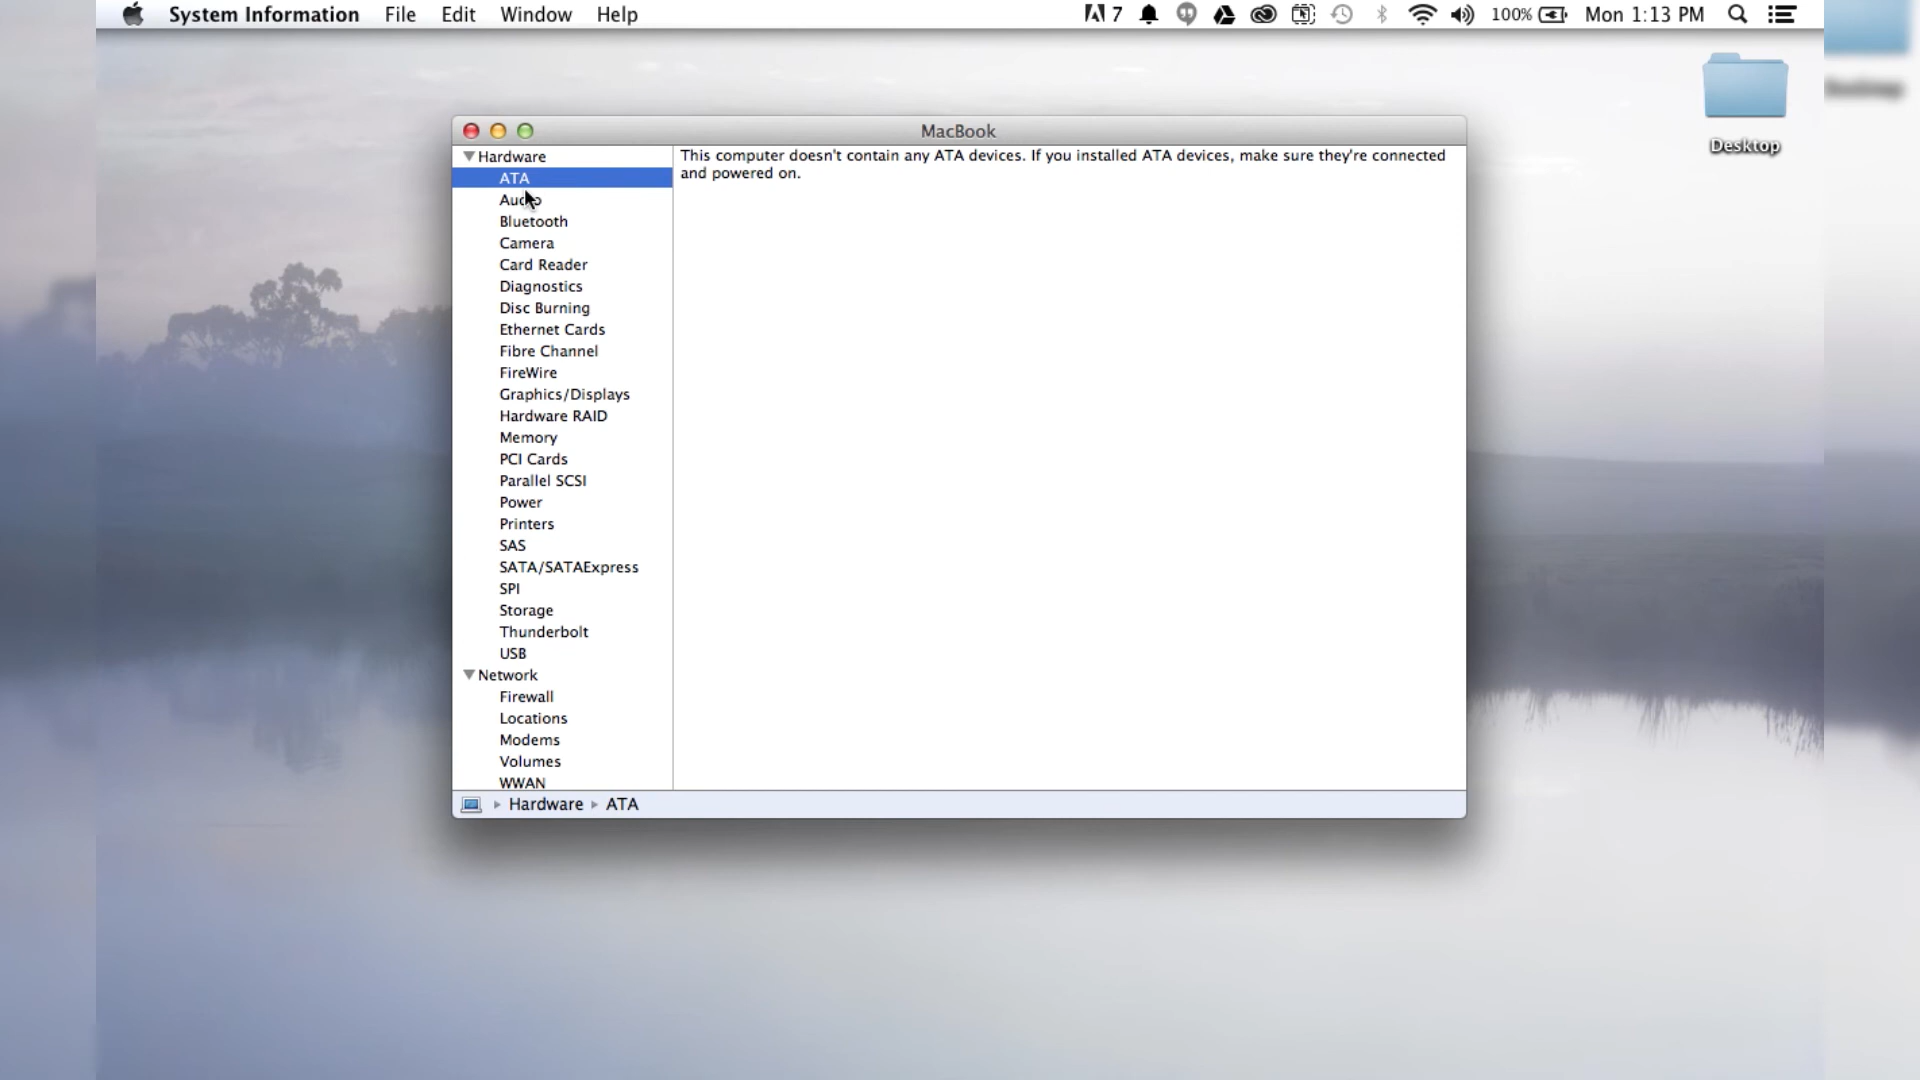 System Information File Edit Window Help 7 100% Mon 1:13 PM
Desktop
MacBook
Hardware
ATA
Audio
Bluetooth
Camera
Card Reader
Diagnostics
Disc Burning
Ethernet Cards
Fibre Channel
FireWire
Graphics/Displays
Hardware RAID
Memory
PCI Cards
Parallel SCSI
Power
Printers
SAS
SATA/SATAExpress
SPI
Storage
Thunderbolt
USB
Network
Firewall
Locations
Modems
Volumes
WWAN
This computer doesn't contain any ATA devices. If you installed ATA devices, make sure they're connected
and powered on.
Hardware ATA